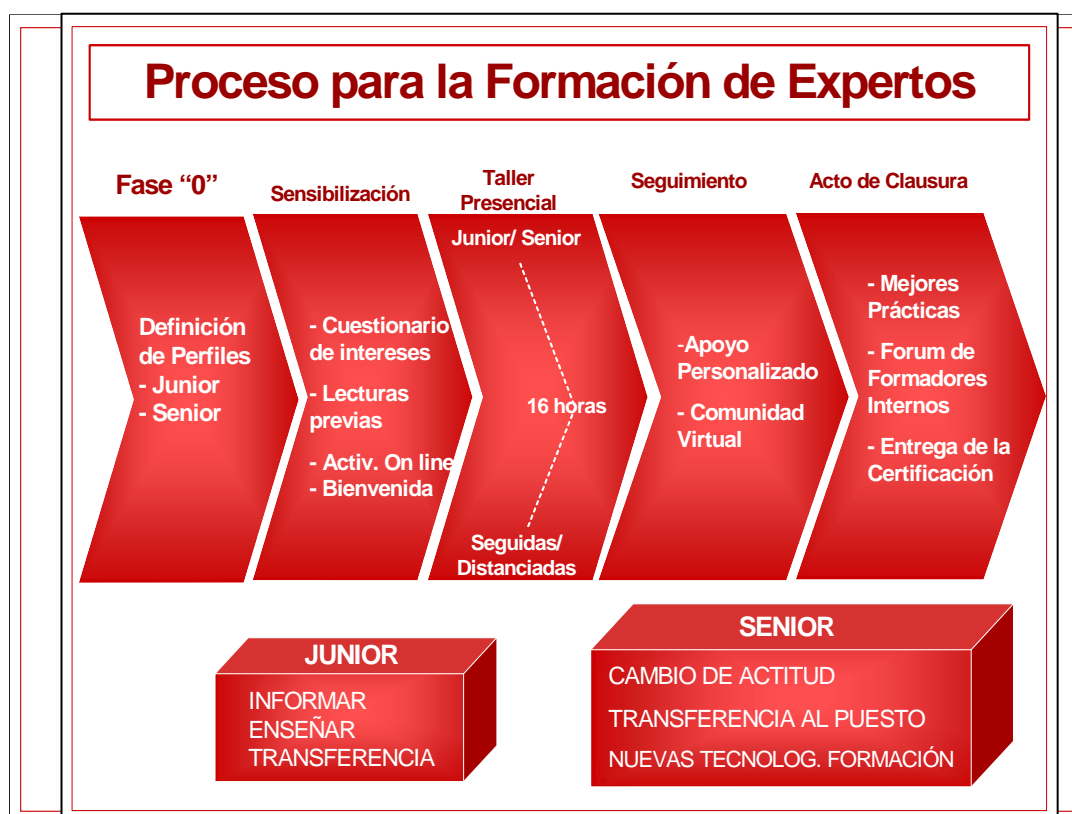 Proceso para la Formación de Expertos
Fase “0”
Sensibilización
Taller
Presencial
Seguimiento
Acto de Clausura
Definición
de Perfiles
- Junior
- Senior
- Cuestionario
de intereses
- Lecturas
previas
- Activ. On line
- Bienvenida
Junior/ Senior
16 horas
Seguidas/
Distanciadas
-Apoyo
Personalizado
- Comunidad
Virtual
- Mejores
Prácticas
- Forum de
Formadores
Internos
- Entrega de la
Certificación
JUNIOR
INFORMAR
ENSEÑAR
TRANSFERENCIA
SENIOR
CAMBIO DE ACTITUD
TRANSFERENCIA AL PUESTO
NUEVAS TECNOLOG. FORMACIÓN